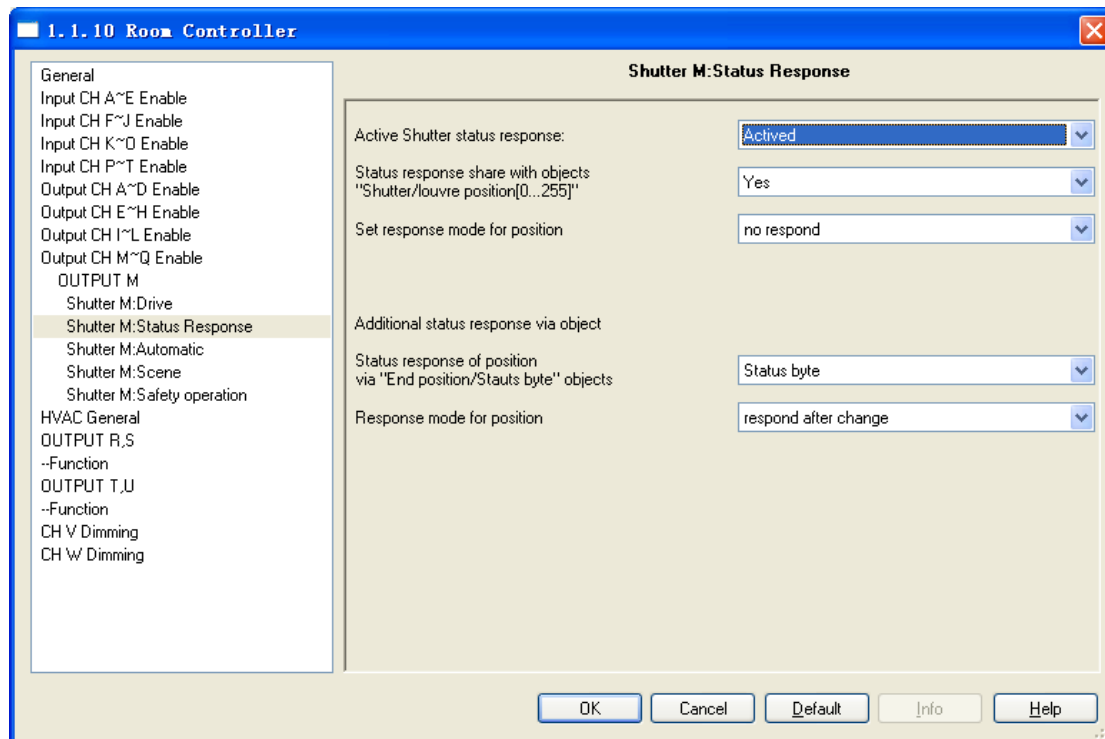 1.1.10 Room Controller
General
Input CH A~E Enable
Input CH F~J Enable
Input CH K~O Enable
Input CH P~T Enable
Output CH A~D Enable
Output CH E~H Enable
Output CH I~L Enable
Output CH M~Q Enable
OUTPUT M
Shutter M:Drive
Shutter M:Status Response
Shutter M:Automatic
Shutter M:Scene
Shutter M:Safety operation
HVAC General
OUTPUT R,S
--Function
OUTPUT T,U
--Function
CH V Dimming
CH W Dimming
Shutter M:Status Response
Active Shutter status response:
Actived
Status response share with objects
"Shutter/louvre position[0...255]"
Yes
Set response mode for position
no respond
Additional status response via object
Status response of position
via "End position/Stauts byte" objects
Status byte
Response mode for position
respond after change
OK
Cancel
Default
Info
Help